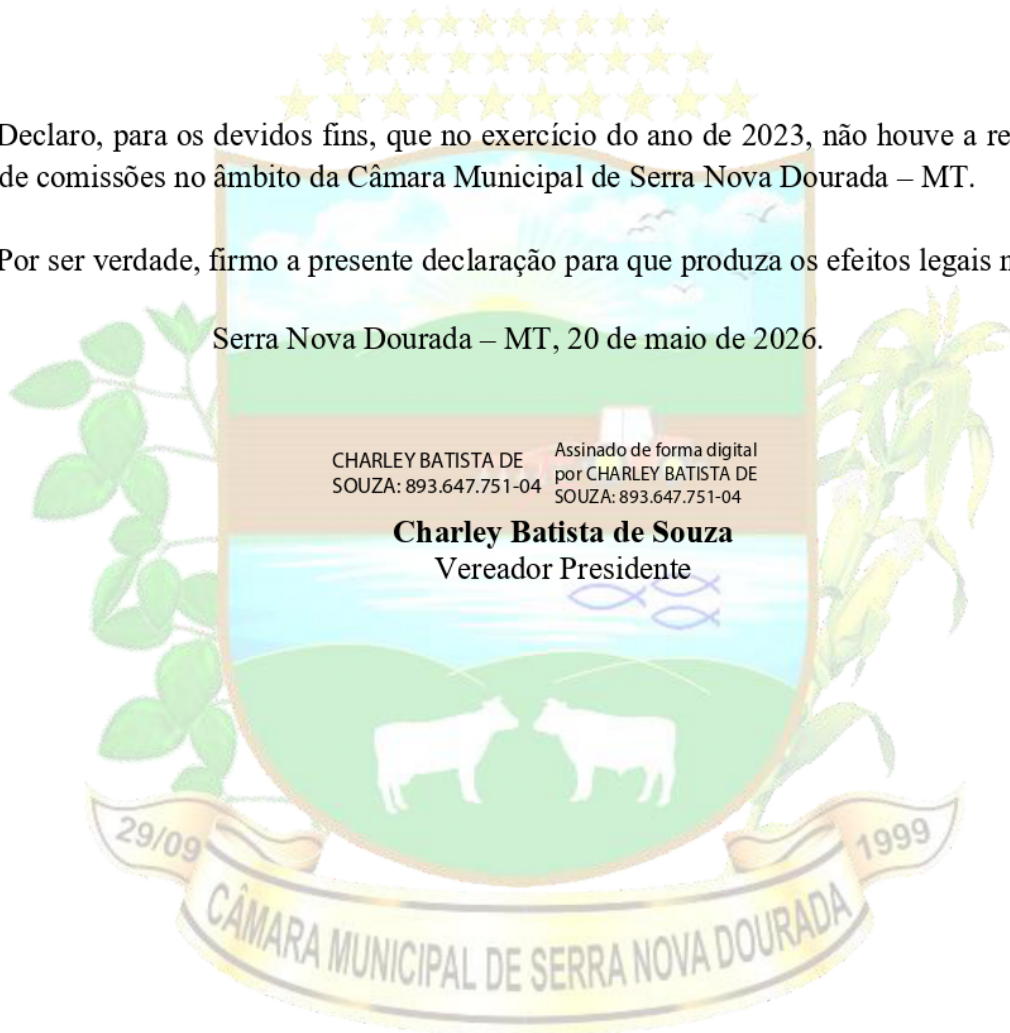 Declaro, para os devidos fins, que no exercício do ano de 2023, não houve a re
de comissões no âmbito da Câmara Municipal de Serra Nova Dourada – MT.
Por ser verdade, firmo a presente declaração para que produza os efeitos legais
Serra Nova Dourada – MT, 20 de maio de 2026.
CHARLEY BATISTA DE
SOUZA: 893.647.751-04
Assinado de forma digital
por CHARLEY BATISTA DE
SOUZA: 893.647.751-04
Charley Batista de Souza
Vereador Presidente
29/09
1999
CÂMARA MUNICIPAL DE SERRA NOVA DOURADA